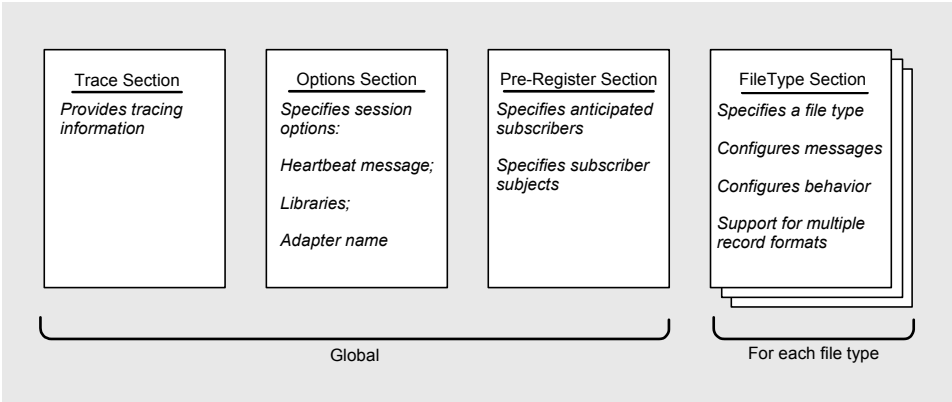 Trace Section
Provides tracing
information
Options Section
Specifies session
options:
Heartbeat message;
Libraries;
Adapter name
Pre-Register Section
Specifies anticipated
subscribers
Specifies subscriber
subjects
FileType Section
Specifies a file type
Configures messages
Configures behavior
Support for multiple
record formats
Global
For each file type